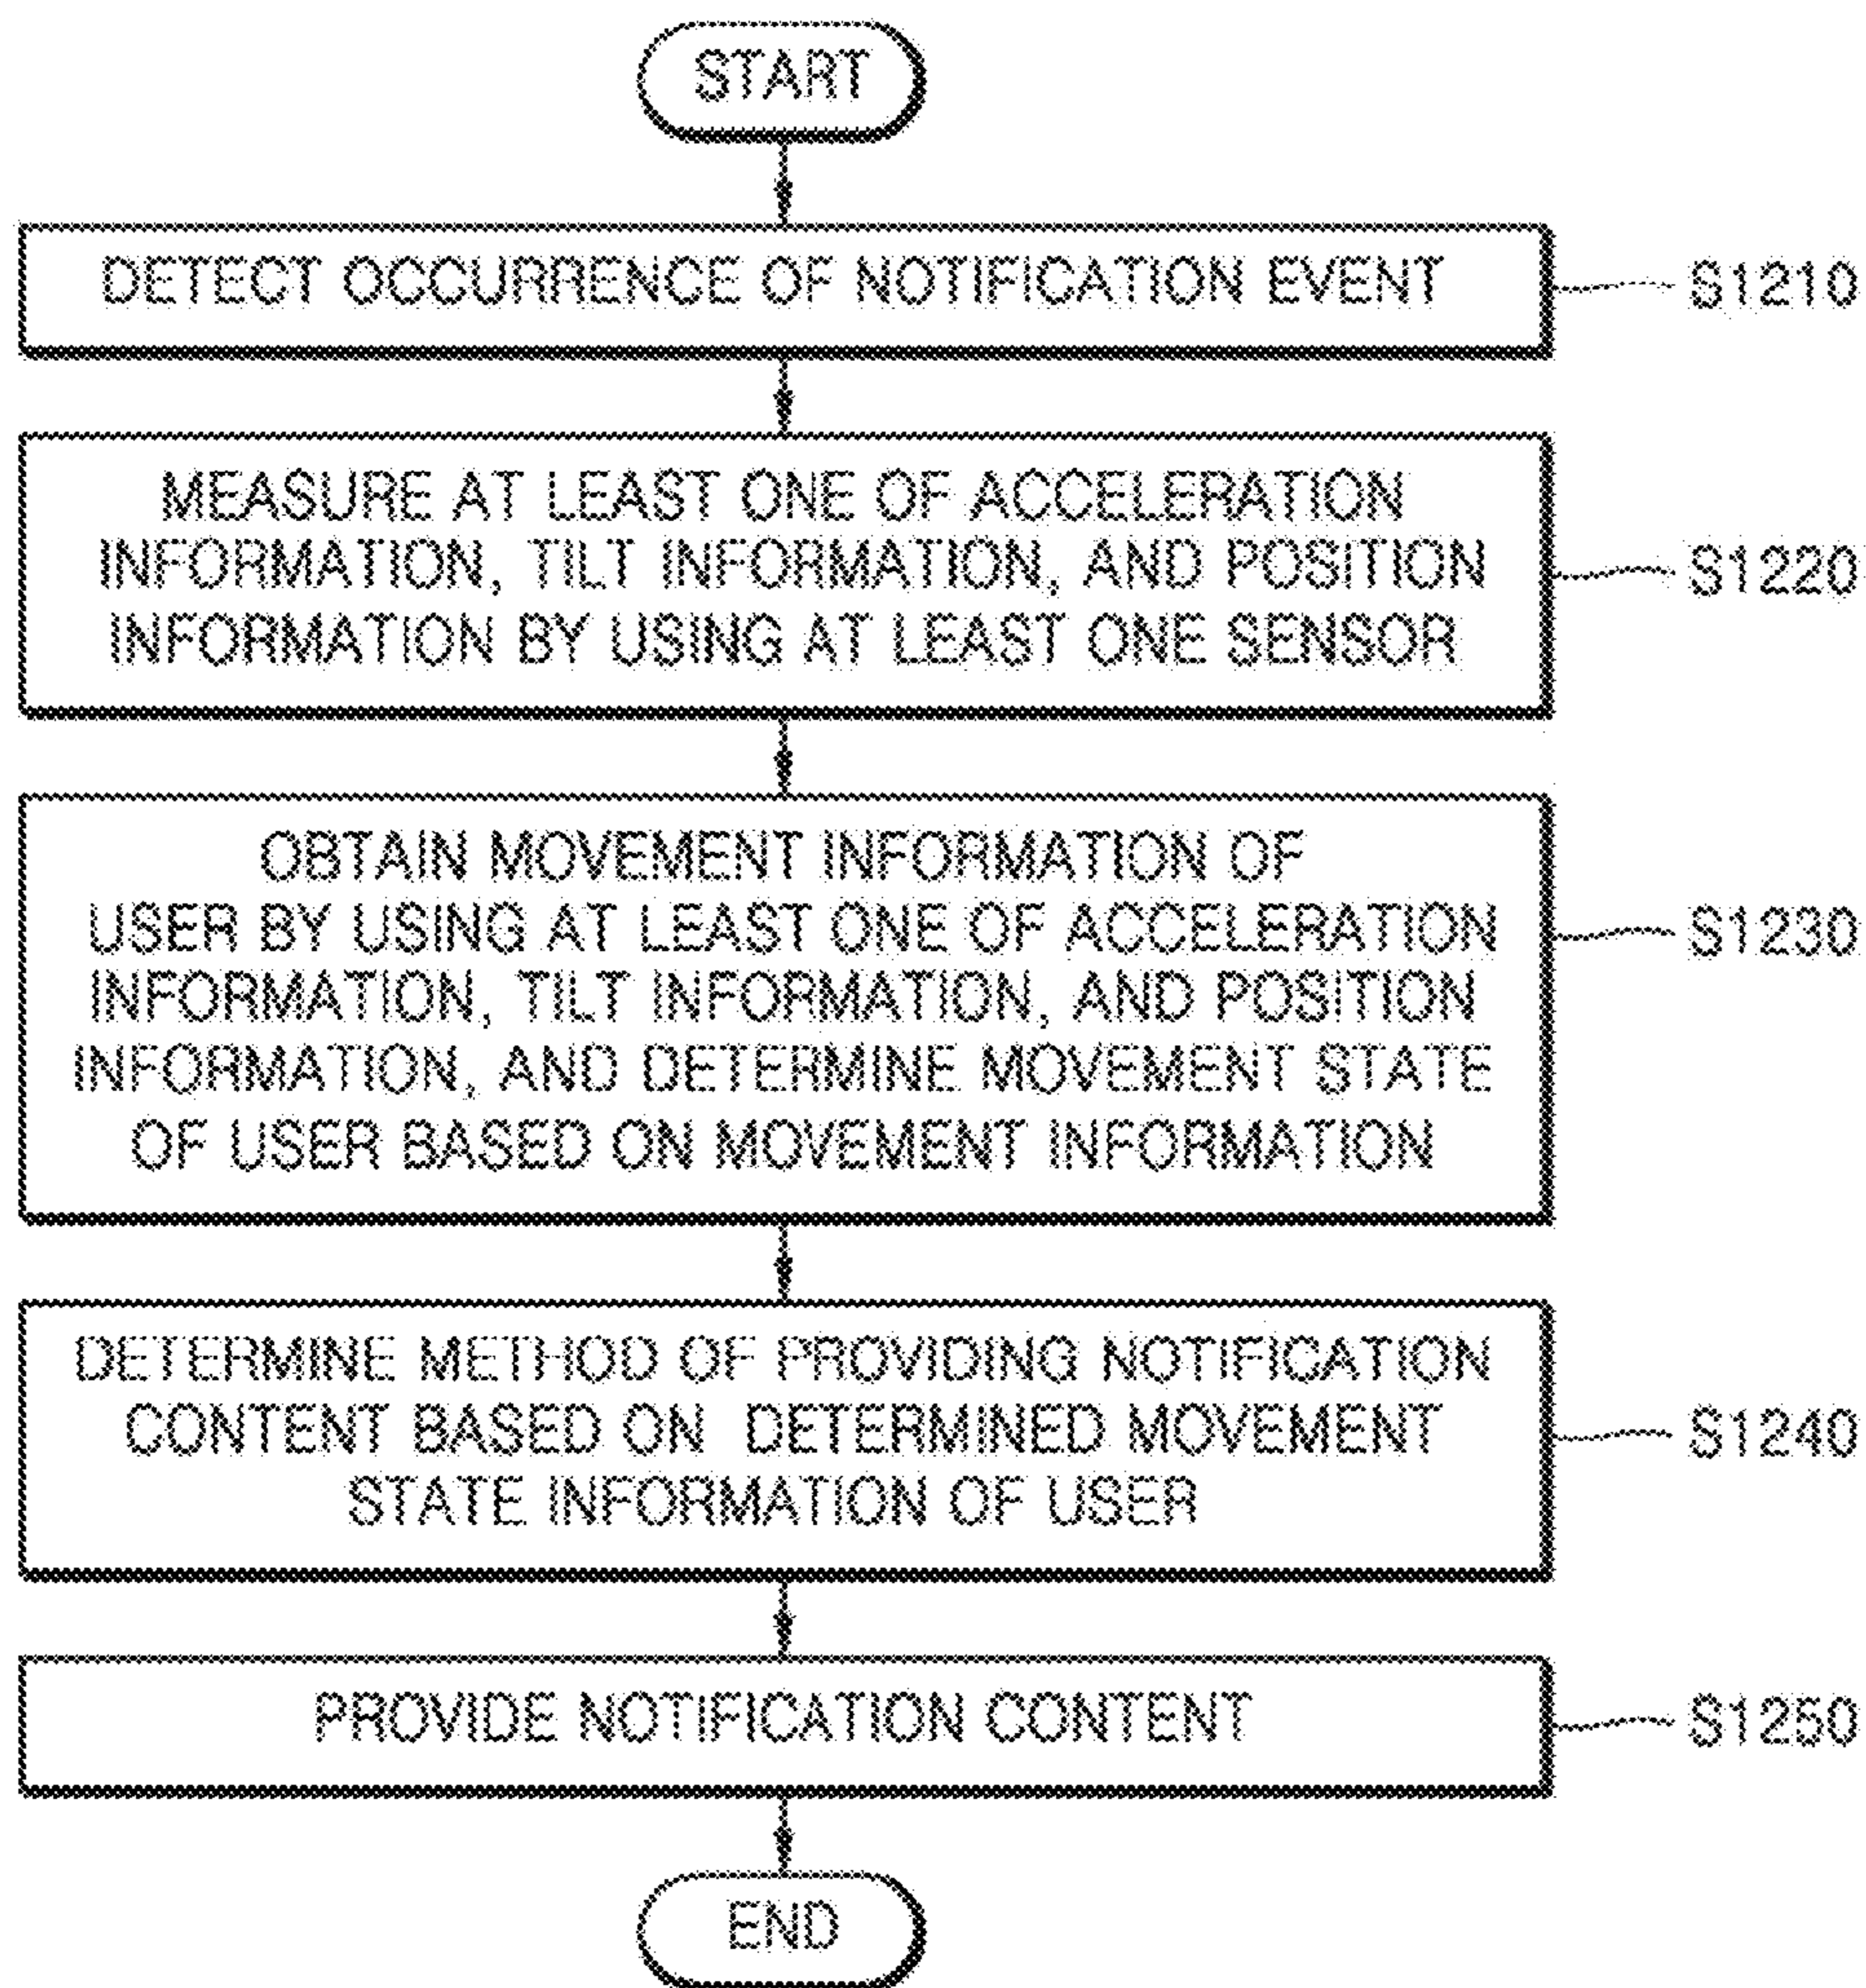 START
DETECT OCCURRENCE OF NOTIFICATION EVENT
S1210
MEASURE AT LEAST ONE OF ACCELERATION
INFORMATION, TILT INFORMATION, AND POSITION
INFORMATION BY USING AT LEAST ONE SENSOR
S1220
OBTAIN MOVEMENT INFORMATION OF
USER BY USING AT LEAST ONE OF ACCELERATION
INFORMATION, TILT INFORMATION, AND POSITION
INFORMATION, AND DETERMINE MOVEMENT STATE
OF USER BASED ON MOVEMENT INFORMATION
S1230
DETERMINE METHOD OF PROVIDING NOTIFICATION
CONTENT BASED ON DETERMINED MOVEMENT
STATE INFORMATION OF USER
S1240
PROVIDE NOTIFICATION CONTENT
S1250
END